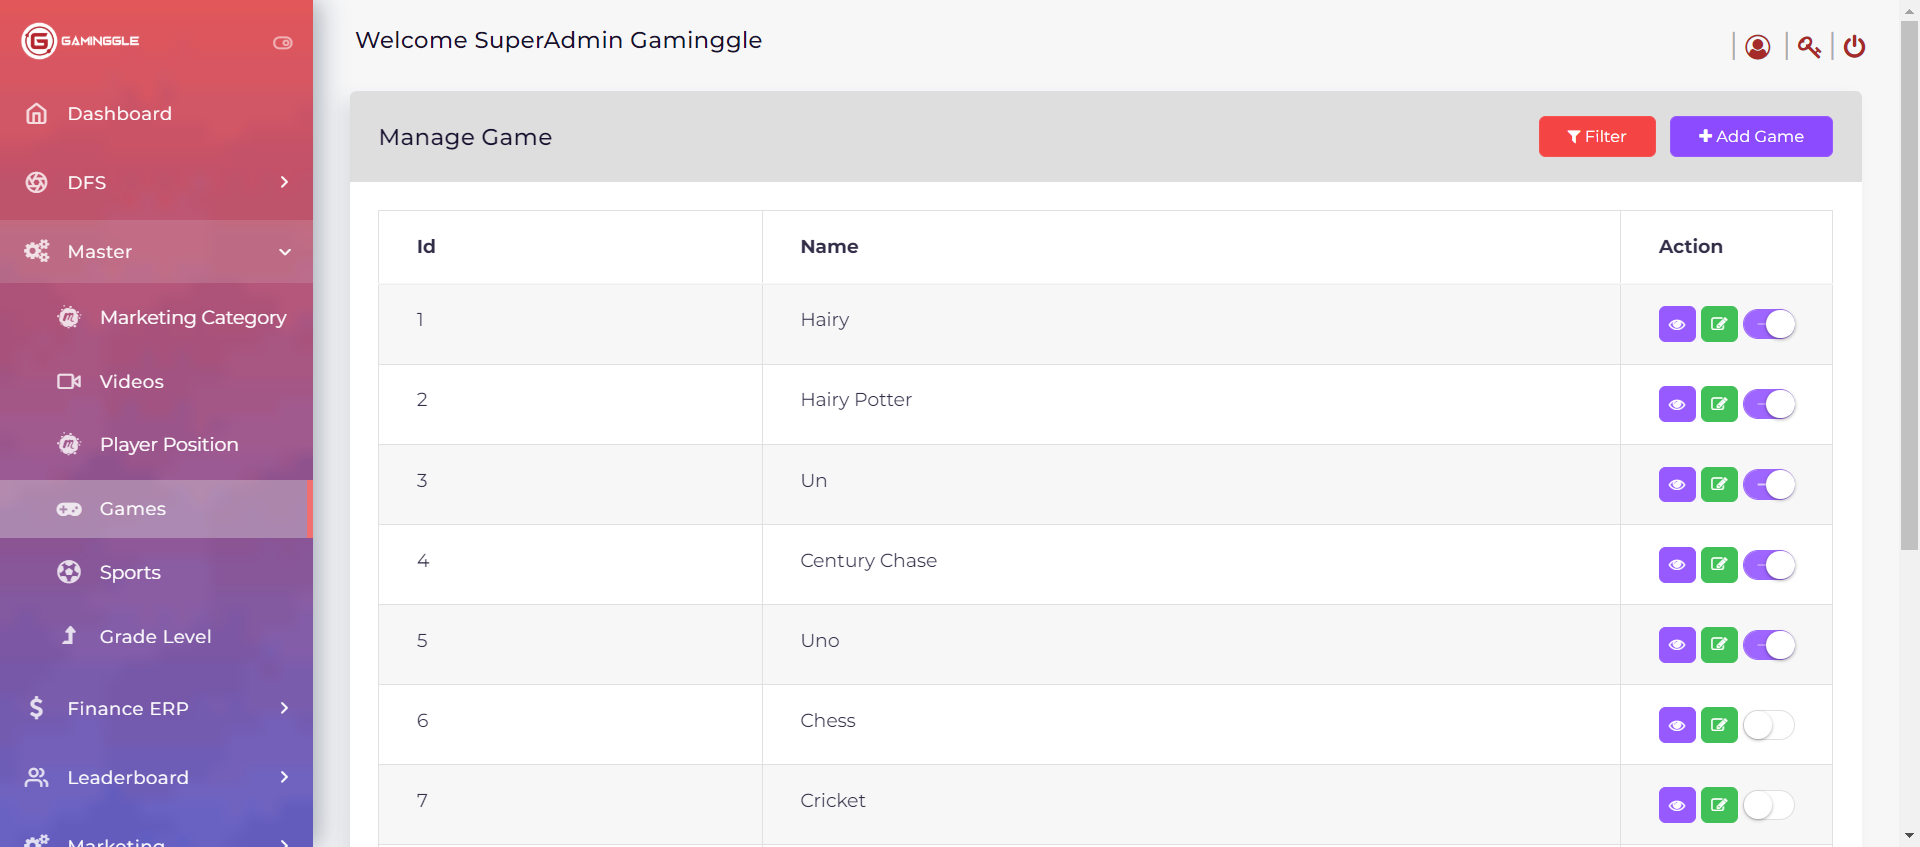 GAMINGGLE
Welcome SuperAdmin Gaminggle
Dashboard
DFS
Master
Marketing Category
Videos
Player Position
Games
Sports
Grade Level
Finance ERP
Leaderboard
Marketing
Manage Game
Filter
Add Game
Id Name Action
1 Hairy
2 Hairy Potter
3 Un
4 Century Chase
5 Uno
6 Chess
7 Cricket